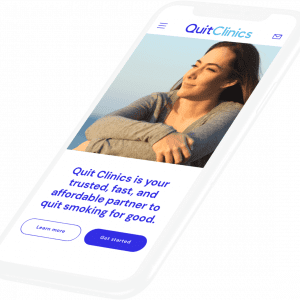 QuitClinics
Quit Clinics is your
trusted, fast, and
affordable partner to
quit smoking for good.
Learn more
Get started